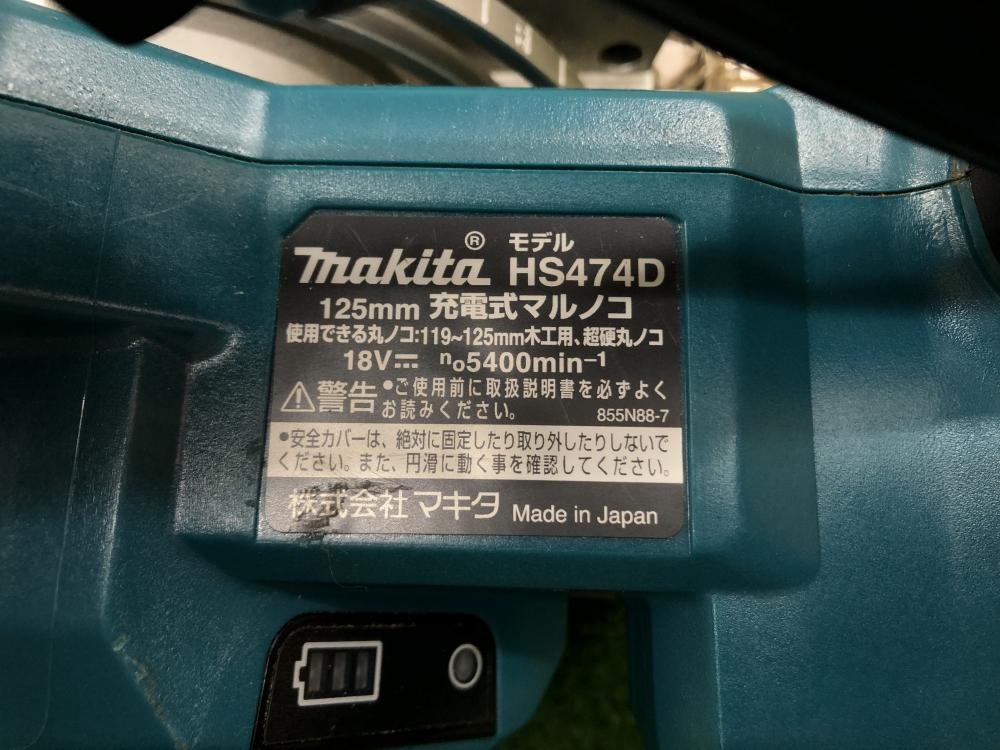 makita® モデル HS474D
125mm 充電式マルノコ
使用できる丸ノコ:119~125mm木工用、超硬丸ノコ
18V⎓ n₀5400min⁻¹
⚠警告 •ご使用前に取扱説明書を必ずよく
お読みください。 855N88-7
•安全カバーは、絶対に固定したり取り外したりしないで
ください。また、円滑に動く事を確認してください。
株式会社 マキタ Made in Japan